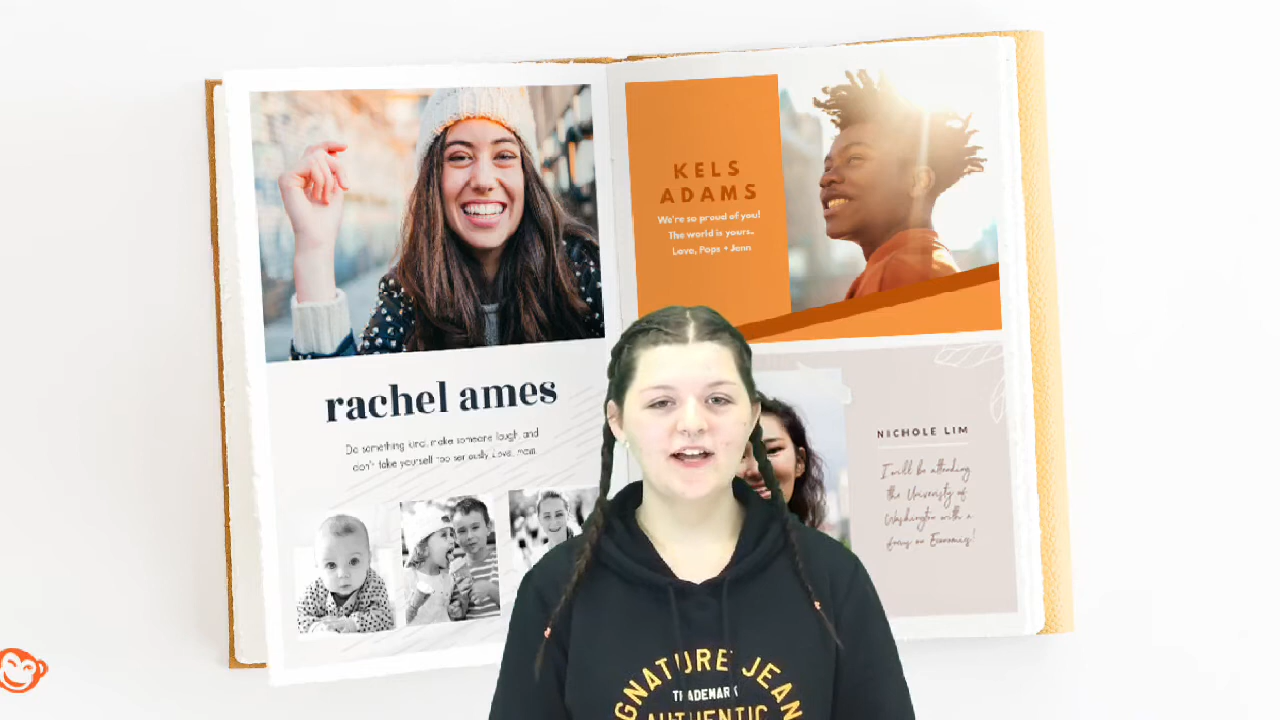 rachel ames
Do something kind, make someone laugh, and
don't take yourself too seriously. Love, mom
KELS
ADAMS
We're so proud of you!
The world is yours..
Love, Pops + Jenn
NICHOLE LIM
I will be attending
the University of
Washington with a
focus on Economics!
GNATURE JEAN
TRADEMARK
AUTHENTIC